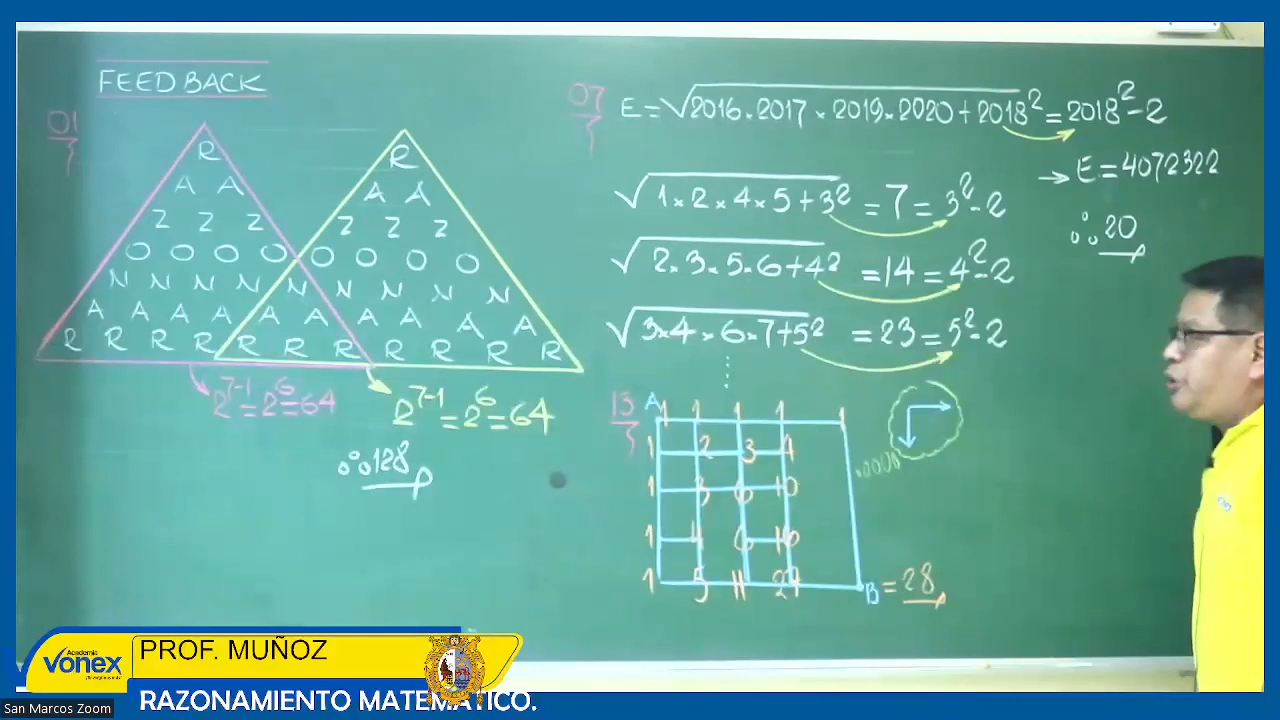 FEEDBACK
01
R
A A
Z Z Z
O O O O
N N N N N
A A A A A A
R R R R R R R
R
A A
Z Z Z
O O O O
N N N N N
A A A A A A
R R R R R R R
2^7-1=2^6=64
2^7-1=2^6=64
∴128
07
E=√2016×2017×2019×2020+2018²=2018²-2
→E=4072322
∴20
√1×2×4×5+3²=7=3²-2
√2×3×5×6+4²=14=4²-2
√3×4×6×7+5²=23=5²-2
13
A 1 1 1 1 1
1 2 3 4
1 3 6 10
1 4 6 16
1 5 11 27
B=28
Academia
vonex
PROF. MUÑOZ
RAZONAMIENTO MATEMÁTICO.
San Marcos Zoom